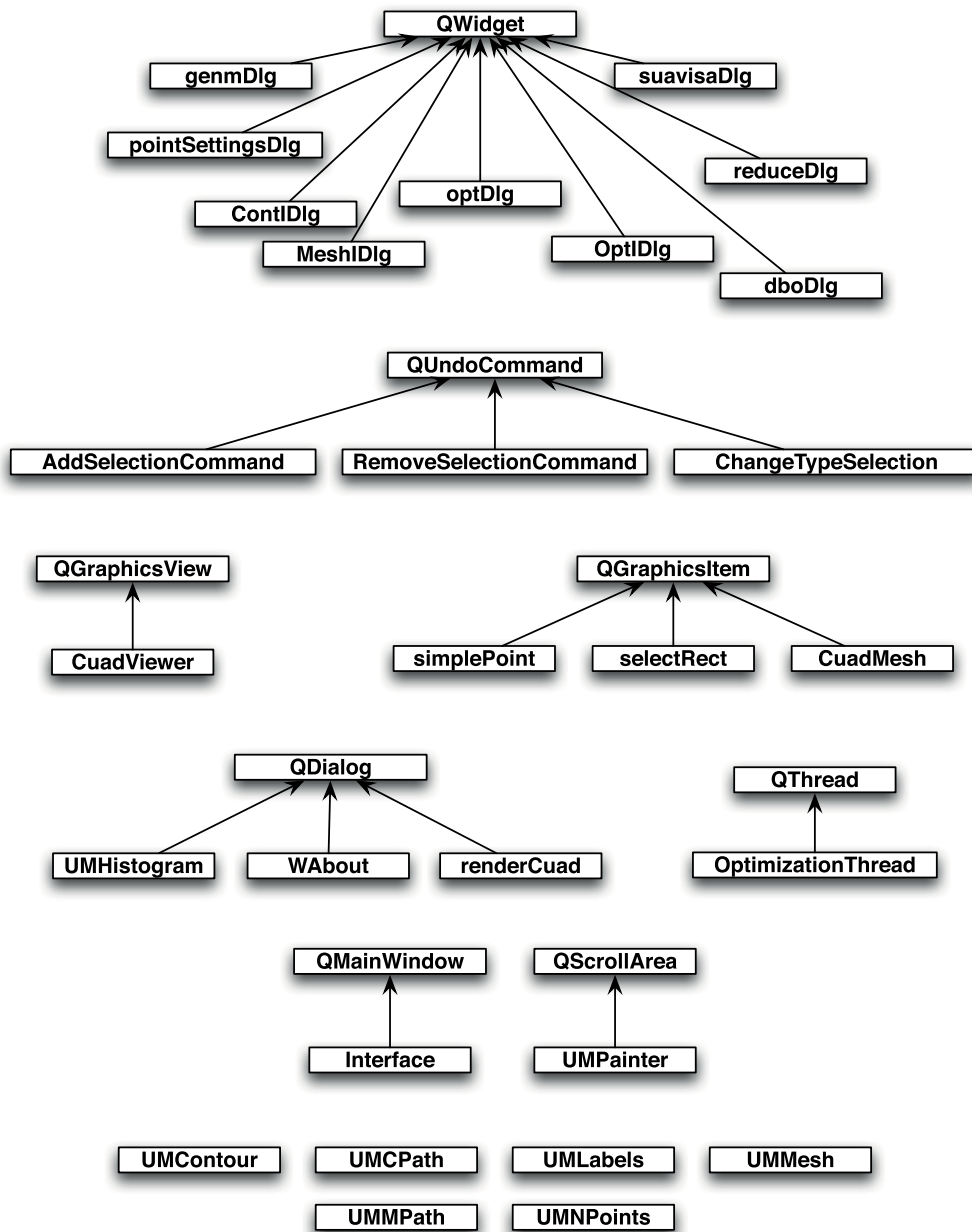 QWidget
genmDlg
suavisaDlg
pointSettingsDlg
reduceDlg
optDlg
ContIDlg
MeshIDlg
OptIDlg
dboDlg
QUndoCommand
AddSelectionCommand
RemoveSelectionCommand
ChangeTypeSelection
QGraphicsView
QGraphicsItem
CuadViewer
simplePoint
selectRect
CuadMesh
QDialog
QThread
UMHistogram
WAbout
renderCuad
OptimizationThread
QMainWindow
QScrollArea
Interface
UMPainter
UMContour
UMCPath
UMLabels
UMMesh
UMMPath
UMNPoints